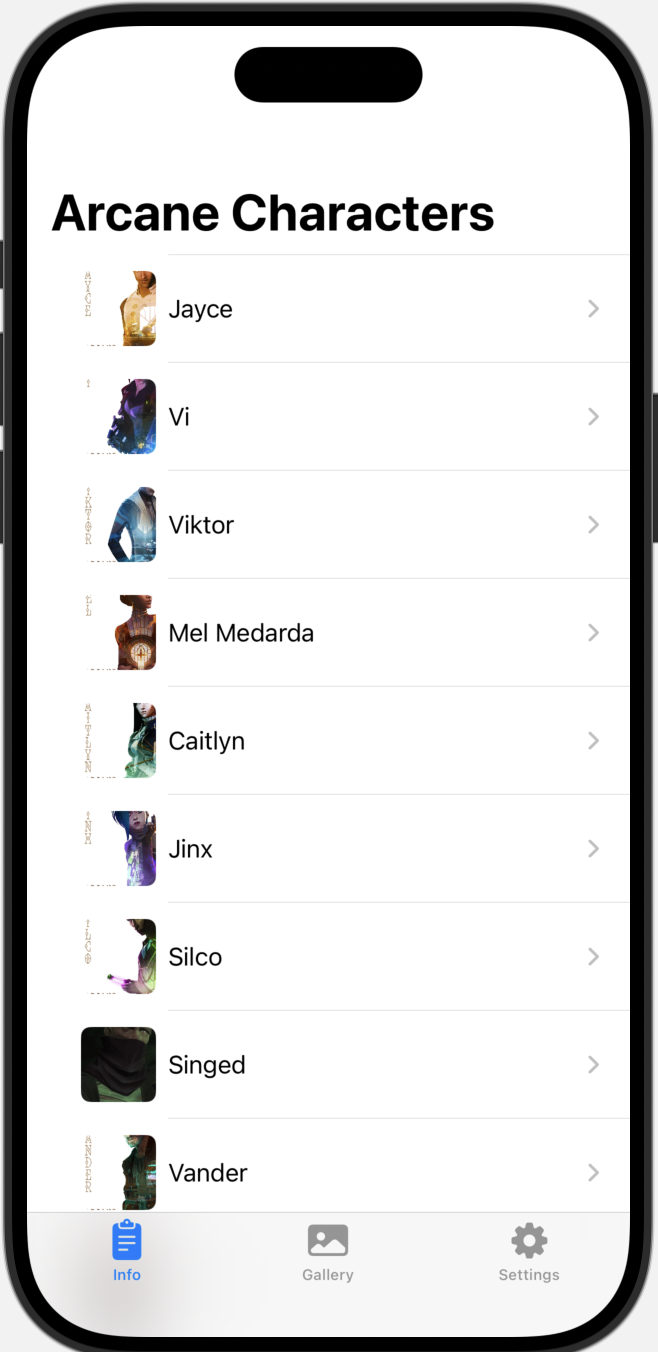 Arcane Characters
Jayce
Vi
Viktor
Mel Medarda
Caitlyn
Jinx
Silco
Singed
Vander
Info
Gallery
Settings